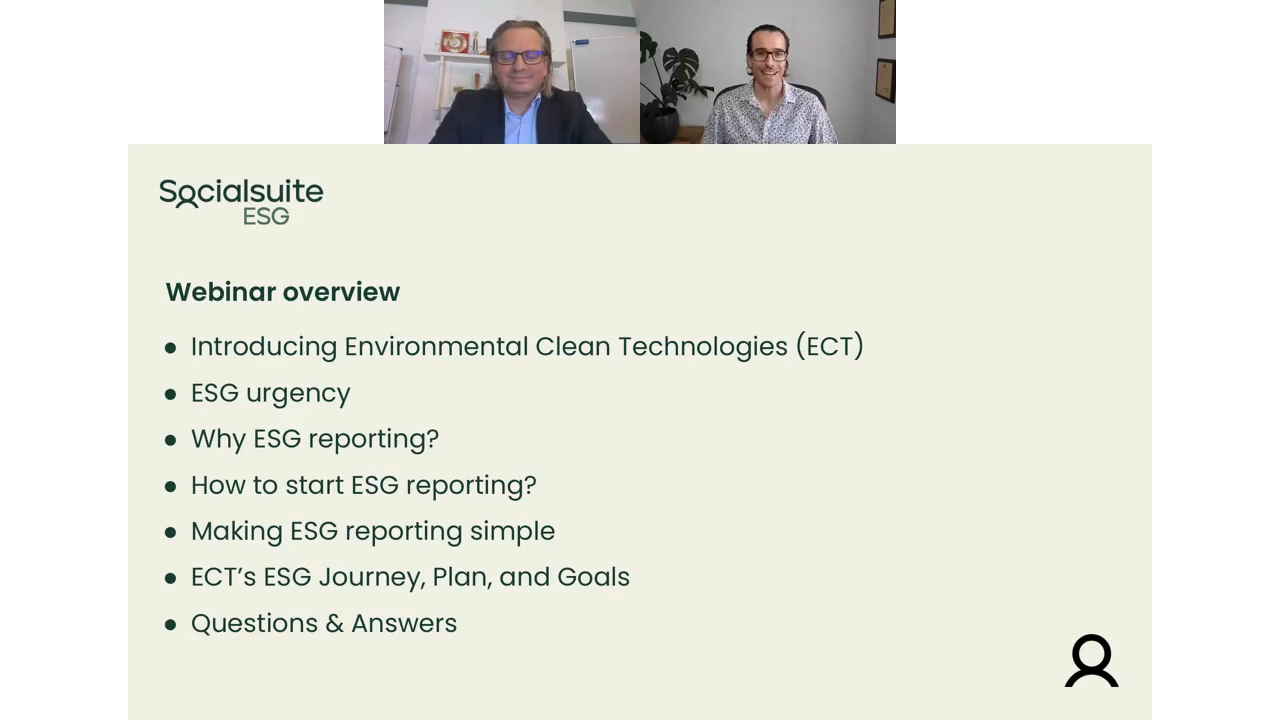 Socialsuite
ESG
Webinar overview
● Introducing Environmental Clean Technologies (ECT)
● ESG urgency
● Why ESG reporting?
● How to start ESG reporting?
● Making ESG reporting simple
● ECT’s ESG Journey, Plan, and Goals
● Questions & Answers